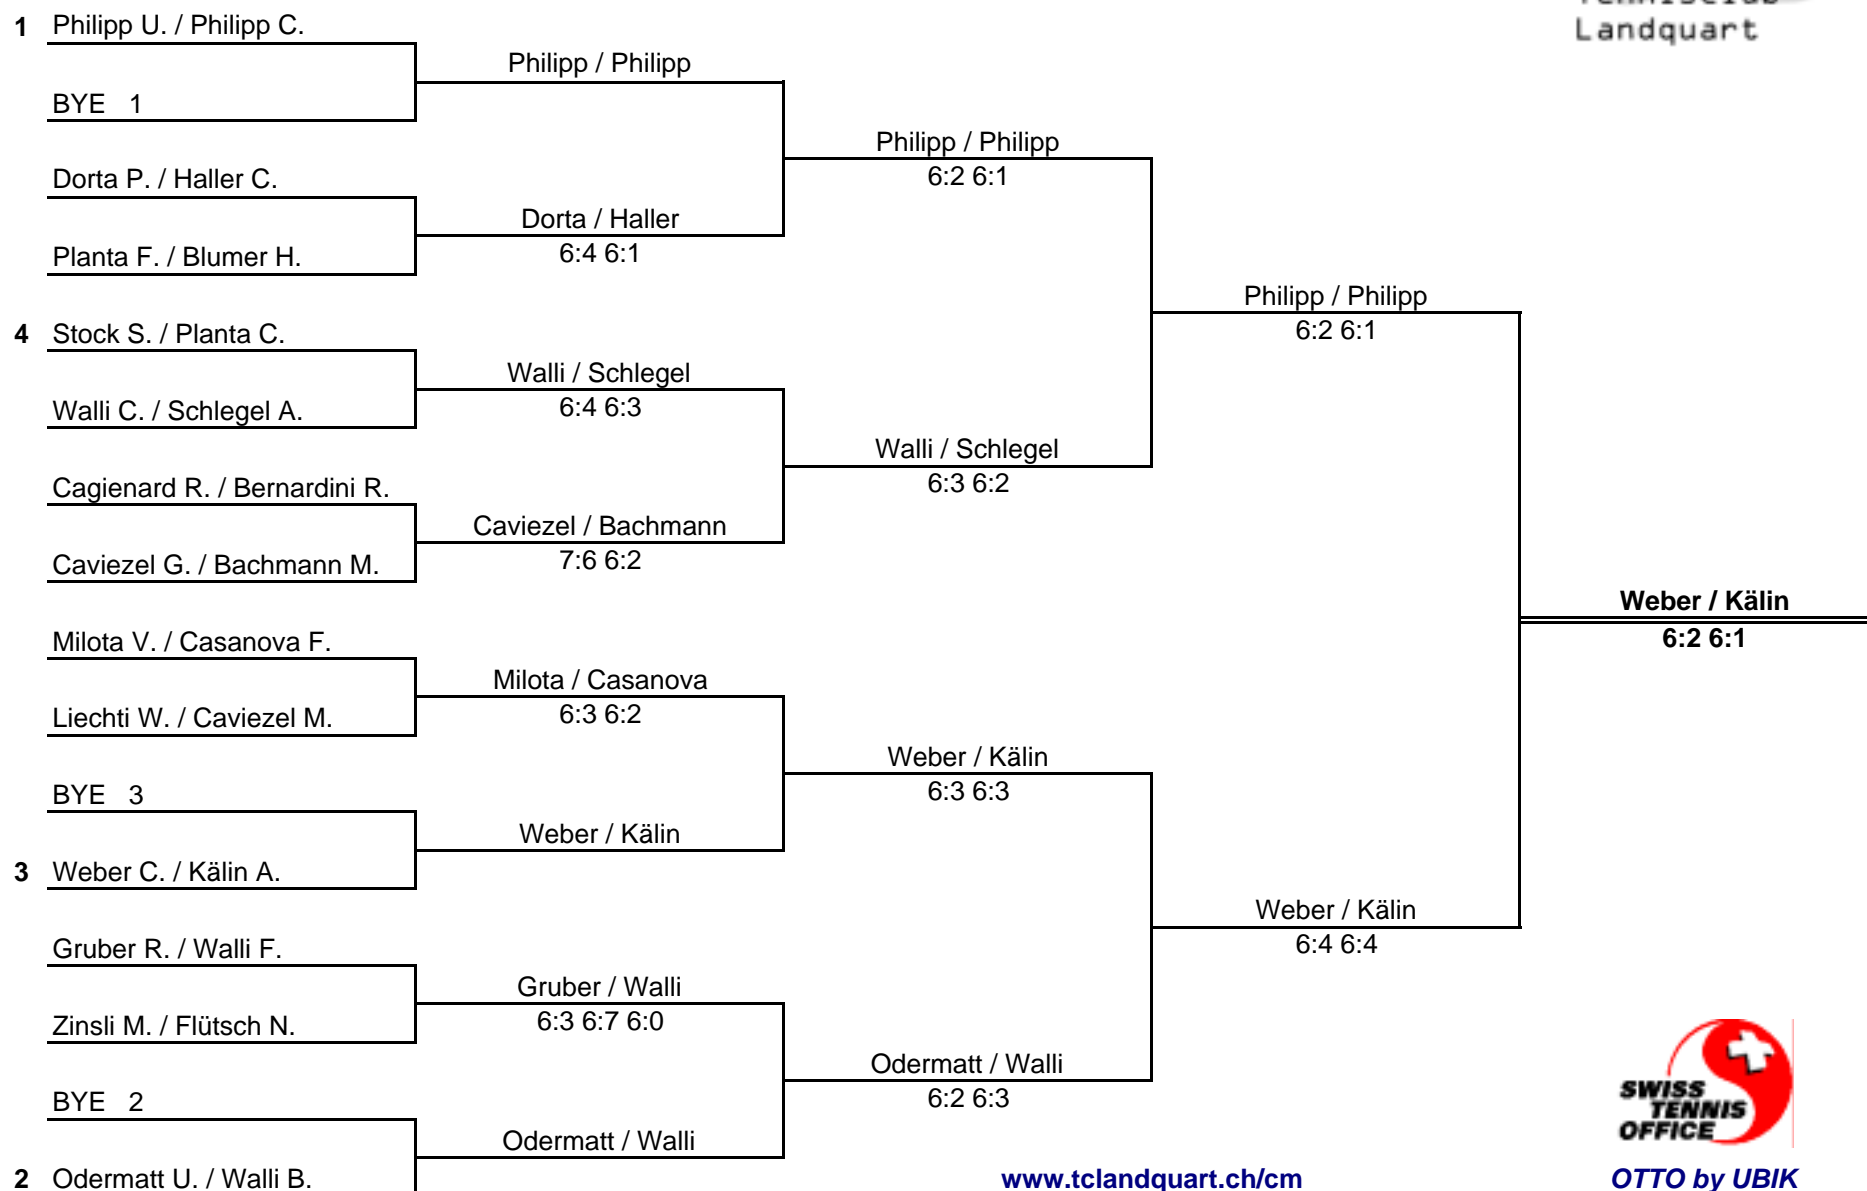 Landquart
1 Philipp U. / Philipp C.
Philipp / Philipp
BYE 1
Philipp / Philipp
6:2 6:1
Dorta P. / Haller C.
Dorta / Haller
6:4 6:1
Planta F. / Blumer H.
Philipp / Philipp
6:2 6:1
4 Stock S. / Planta C.
Walli / Schlegel
6:4 6:3
Walli C. / Schlegel A.
Walli / Schlegel
6:3 6:2
Cagienard R. / Bernardini R.
Caviezel / Bachmann
7:6 6:2
Caviezel G. / Bachmann M.
Weber / Kälin
6:2 6:1
Milota V. / Casanova F.
Milota / Casanova
6:3 6:2
Liechti W. / Caviezel M.
Weber / Kälin
6:3 6:3
BYE 3
Weber / Kälin
3 Weber C. / Kälin A.
Weber / Kälin
6:4 6:4
Gruber R. / Walli F.
Gruber / Walli
6:3 6:7 6:0
Zinsli M. / Flütsch N.
Odermatt / Walli
6:2 6:3
BYE 2
Odermatt / Walli
2 Odermatt U. / Walli B.
SWISS
TENNIS
OFFICE
www.tclandquart.ch/cm
OTTO by UBIK